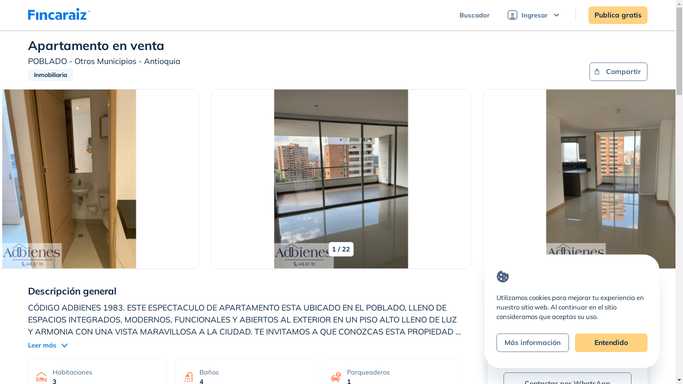 Fincaraiz
Buscador
Ingresar
Publica gratis
Apartamento en venta
POBLADO - Otros Municipios - Antioquia
Inmobiliaria
Compartir
Adbienes
Adbienes
1 / 22
Descripción general
CÓDIGO ADBIENES 1983. ESTE ESPECTACULO DE APARTAMENTO ESTA UBICADO EN EL POBLADO, LLENO DE
ESPACIOS INTEGRADOS, MODERNOS, FUNCIONALES Y ABIERTOS AL EXTERIOR EN UN PISO ALTO LLENO DE LUZ
Y ARMONIA CON UNA VISTA MARAVILLOSA A LA CIUDAD. TE INVITAMOS A QUE CONOZCAS ESTA PROPIEDAD ...
Leer más
Habitaciones
3
Baños
4
Parqueaderos
1
Adbienes
Utilizamos cookies para mejorar tu experiencia en
nuestro sitio web. Al continuar en el sitio
consideramos que aceptas su uso.
Más información
Entendido
Contactar por WhatsApp